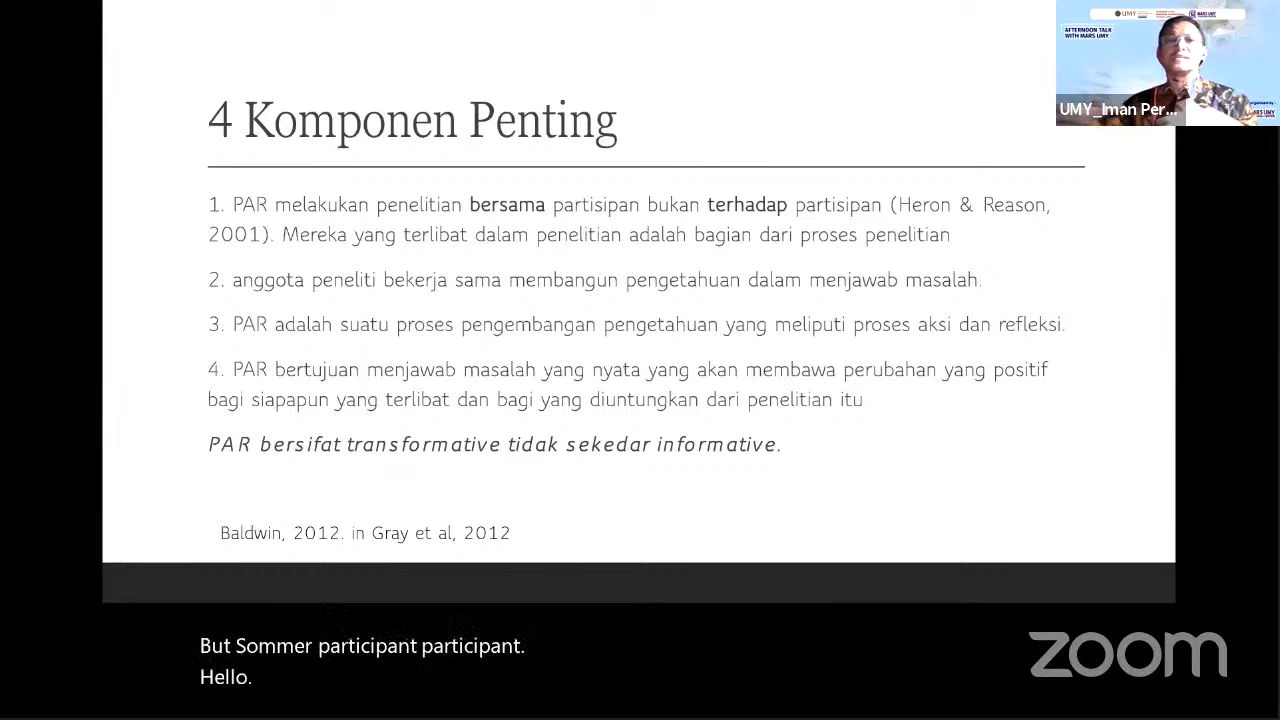 4 Komponen Penting
1. PAR melakukan penelitian bersama partisipan bukan terhadap partisipan (Heron & Reason,
2001). Mereka yang terlibat dalam penelitian adalah bagian dari proses penelitian
2. anggota peneliti bekerja sama membangun pengetahuan dalam menjawab masalah.
3. PAR adalah suatu proses pengembangan pengetahuan yang meliputi proses aksi dan refleksi.
4. PAR bertujuan menjawab masalah yang nyata yang akan membawa perubahan yang positif
bagi siapapun yang terlibat dan bagi yang diuntungkan dari penelitian itu
PAR bersifat transformative tidak sekedar informative.
Baldwin, 2012. in Gray et al, 2012
UMY
MARS UMY
AFTERNOON TALK
WITH MARS UMY
UMY_Iman Per...
But Sommer participant participant.
Hello.
zoom